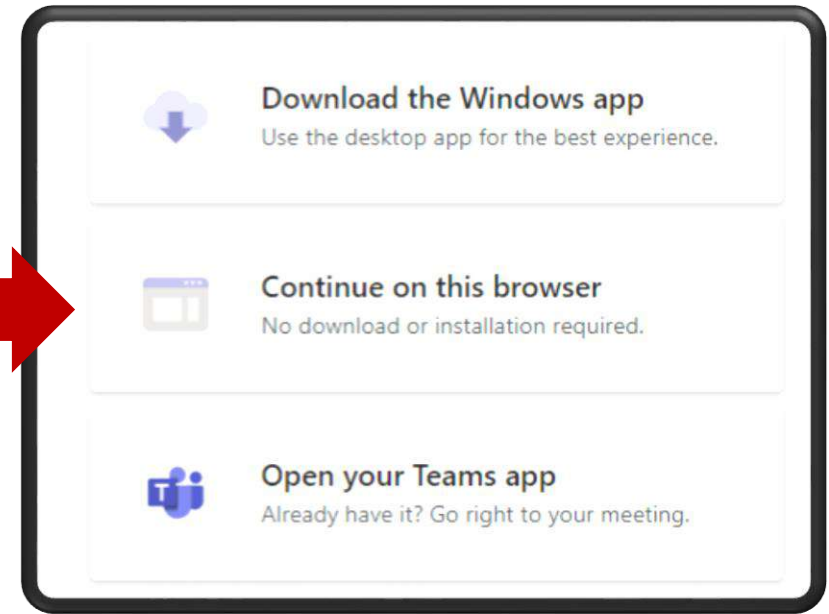 Download the Windows app
Use the desktop app for the best experience.
Continue on this browser
No download or installation required.
T
Open your Teams app
Already have it? Go right to your meeting.